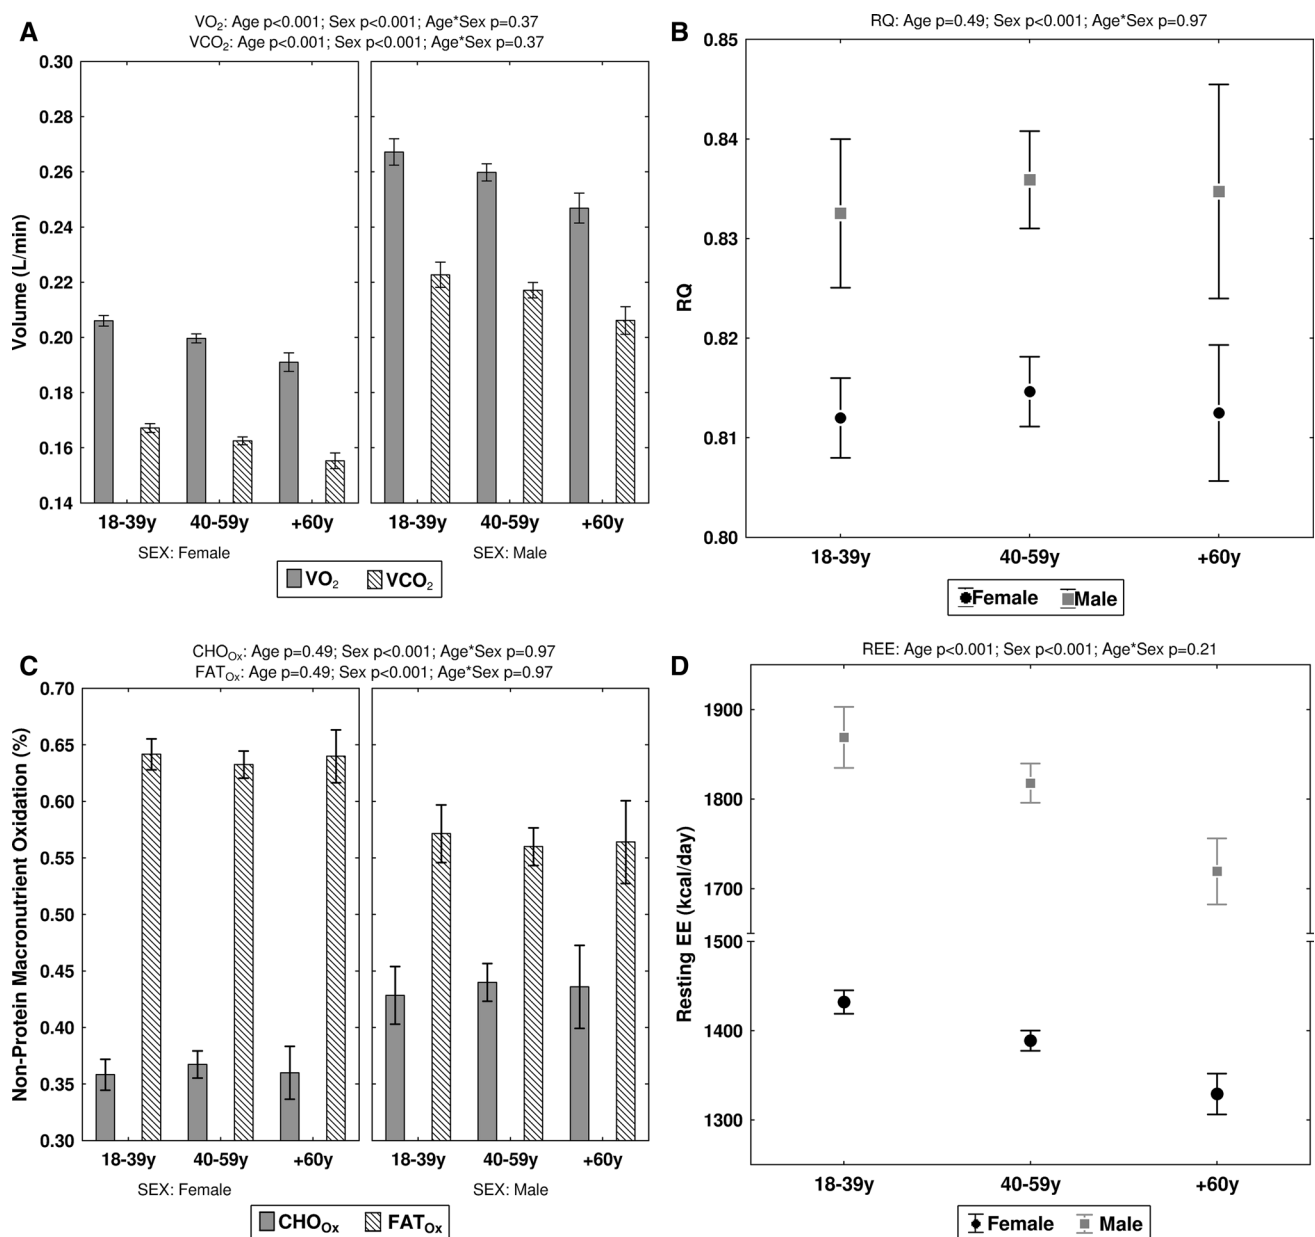 A
VO₂: Age p<0.001; Sex p<0.001; Age*Sex p=0.37
VCO₂: Age p<0.001; Sex p<0.001; Age*Sex p=0.37
Volume (L/min)
0.30
0.28
0.26
0.24
0.22
0.20
0.18
0.16
0.14
18-39y 40-59y +60y 18-39y 40-59y +60y
SEX: Female SEX: Male
VO₂ VCO₂
B
RQ: Age p=0.49; Sex p<0.001; Age*Sex p=0.97
RQ
0.85
0.84
0.83
0.82
0.81
0.80
18-39y 40-59y +60y
Female Male
C
CHOOx: Age p=0.49; Sex p<0.001; Age*Sex p=0.97
FATOx: Age p=0.49; Sex p<0.001; Age*Sex p=0.97
Non-Protein Macronutrient Oxidation (%)
0.70
0.65
0.60
0.55
0.50
0.45
0.40
0.35
0.30
18-39y 40-59y +60y 18-39y 40-59y +60y
SEX: Female SEX: Male
CHOOx FATOx
D
REE: Age p<0.001; Sex p<0.001; Age*Sex p=0.21
Resting EE (kcal/day)
1900
1800
1700
1500
1400
1300
18-39y 40-59y +60y
Female Male